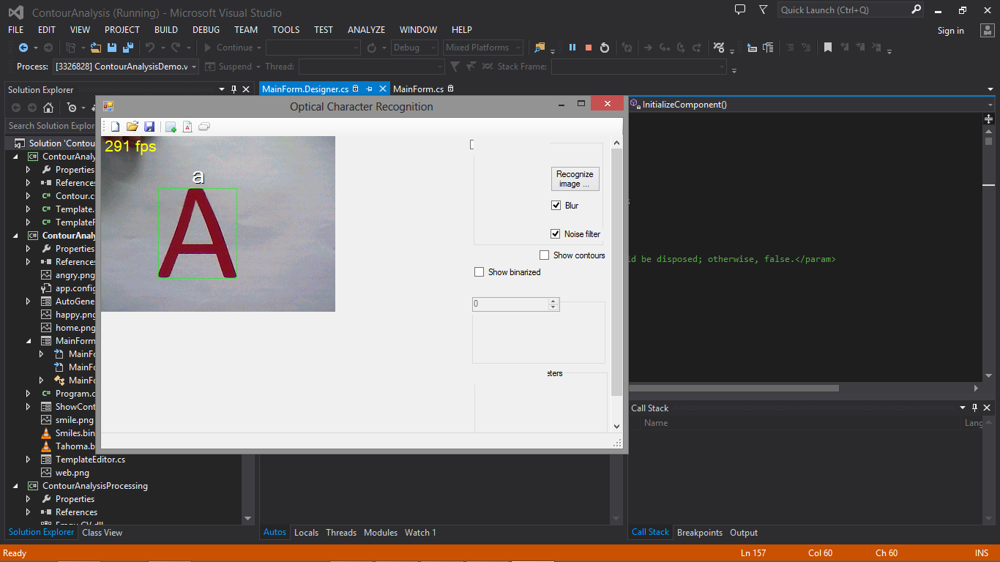 ContourAnalysis (Running) - Microsoft Visual Studio
Quick Launch (Ctrl+Q)
FILE EDIT VIEW PROJECT BUILD DEBUG TEAM TOOLS TEST ANALYZE WINDOW HELP
Sign in
Continue
Debug
Mixed Platforms
Process: [3326828] ContourAnalysisDemo.v
Suspend
Thread:
Stack Frame:
Solution Explorer
MainForm.Designer.cs
MainForm.cs
Search Solution Explor
Optical Character Recognition
InitializeComponent()
Solution 'Contou
ContourAnaly
Properties
References
Contour.c
Template.
TemplateF
ContourAnaly
Properties
References
angry.png
app.config
AutoGene
happy.png
home.png
MainForm
MainFo
MainFo
MainFo
Program.c
ShowCont
smile.png
Smiles.bin
Tahoma.b
TemplateEditor.cs
web.png
ContourAnalysisProcessing
Properties
References
Emgu.CV.dll
291 fps
a
A
Recognize
image ...
Blur
Noise filter
Show contours
Show binarized
0
eters
ld be disposed; otherwise, false.</param>
Call Stack
Name
Lang
Solution Explorer
Class View
Autos
Locals
Threads
Modules
Watch 1
Call Stack
Breakpoints
Output
Ready
Ln 157
Col 60
Ch 60
INS